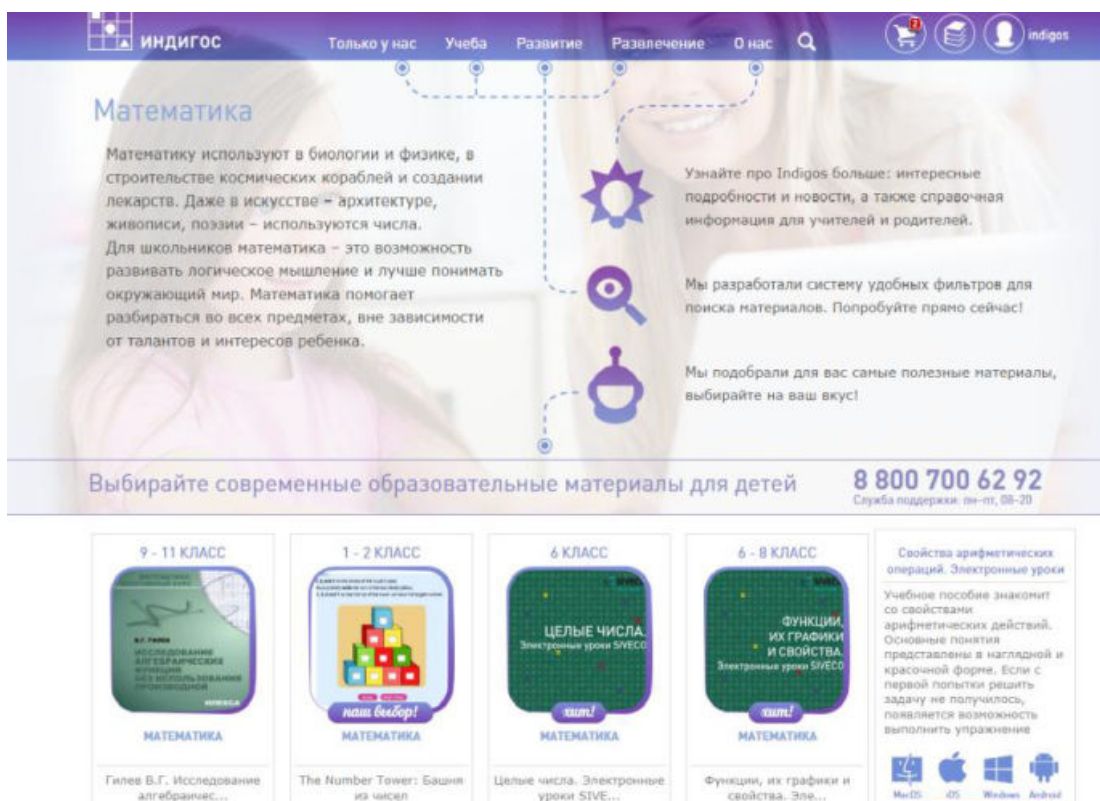 ИНДИГОС
Только у нас Учеба Развитие Развлечение О нас
2
indigos
Математика
Математику используют в биологии и физике, в
строительстве космических кораблей и создании
лекарств. Даже в искусстве – архитектуре,
живописи, поэзии – используются числа.
Для школьников математика – это возможность
развивать логическое мышление и лучше понимать
окружающий мир. Математика помогает
разбираться во всех предметах, вне зависимости
от талантов и интересов ребенка.
Узнайте про Indigos больше: интересные
подробности и новости, а также справочная
информация для учителей и родителей.
Мы разработали систему удобных фильтров для
поиска материалов. Попробуйте прямо сейчас!
Мы подобрали для вас самые полезные материалы,
выбирайте на ваш вкус!
Выбирайте современные образовательные материалы для детей
8 800 700 62 92
Служба поддержки: пн-пт, 08-20
9 - 11 КЛАСС
В.Г. ГИЛЕВ
ИССЛЕДОВАНИЕ
АЛГЕБРАИЧЕСКИХ
ФУНКЦИЙ
БЕЗ ИСПОЛЬЗОВАНИЯ
ПРОИЗВОДНОЙ
МАТЕМАТИКА
Гилев В.Г. Исследование
алгебраичес...
1 - 2 КЛАСС
наш выбор!
МАТЕМАТИКА
The Number Tower: Башня
из чисел
6 КЛАСС
ЦЕЛЫЕ ЧИСЛА.
Электронные уроки SIVECO
хит!
МАТЕМАТИКА
Целые числа. Электронные
уроки SIVE...
6 - 8 КЛАСС
ФУНКЦИИ,
ИХ ГРАФИКИ
И СВОЙСТВА.
Электронные уроки SIVECO
хит!
МАТЕМАТИКА
Функции, их графики и
свойства. Эле...
Свойства арифметических
операций. Электронные уроки
Учебное пособие знакомит
со свойствами
арифметических действий.
Основные понятия
представлены в наглядной и
красочной форме. Если с
первой попытки решить
задачу не получилось,
появляется возможность
выполнить упражнение
MacOS iOS Windows Android